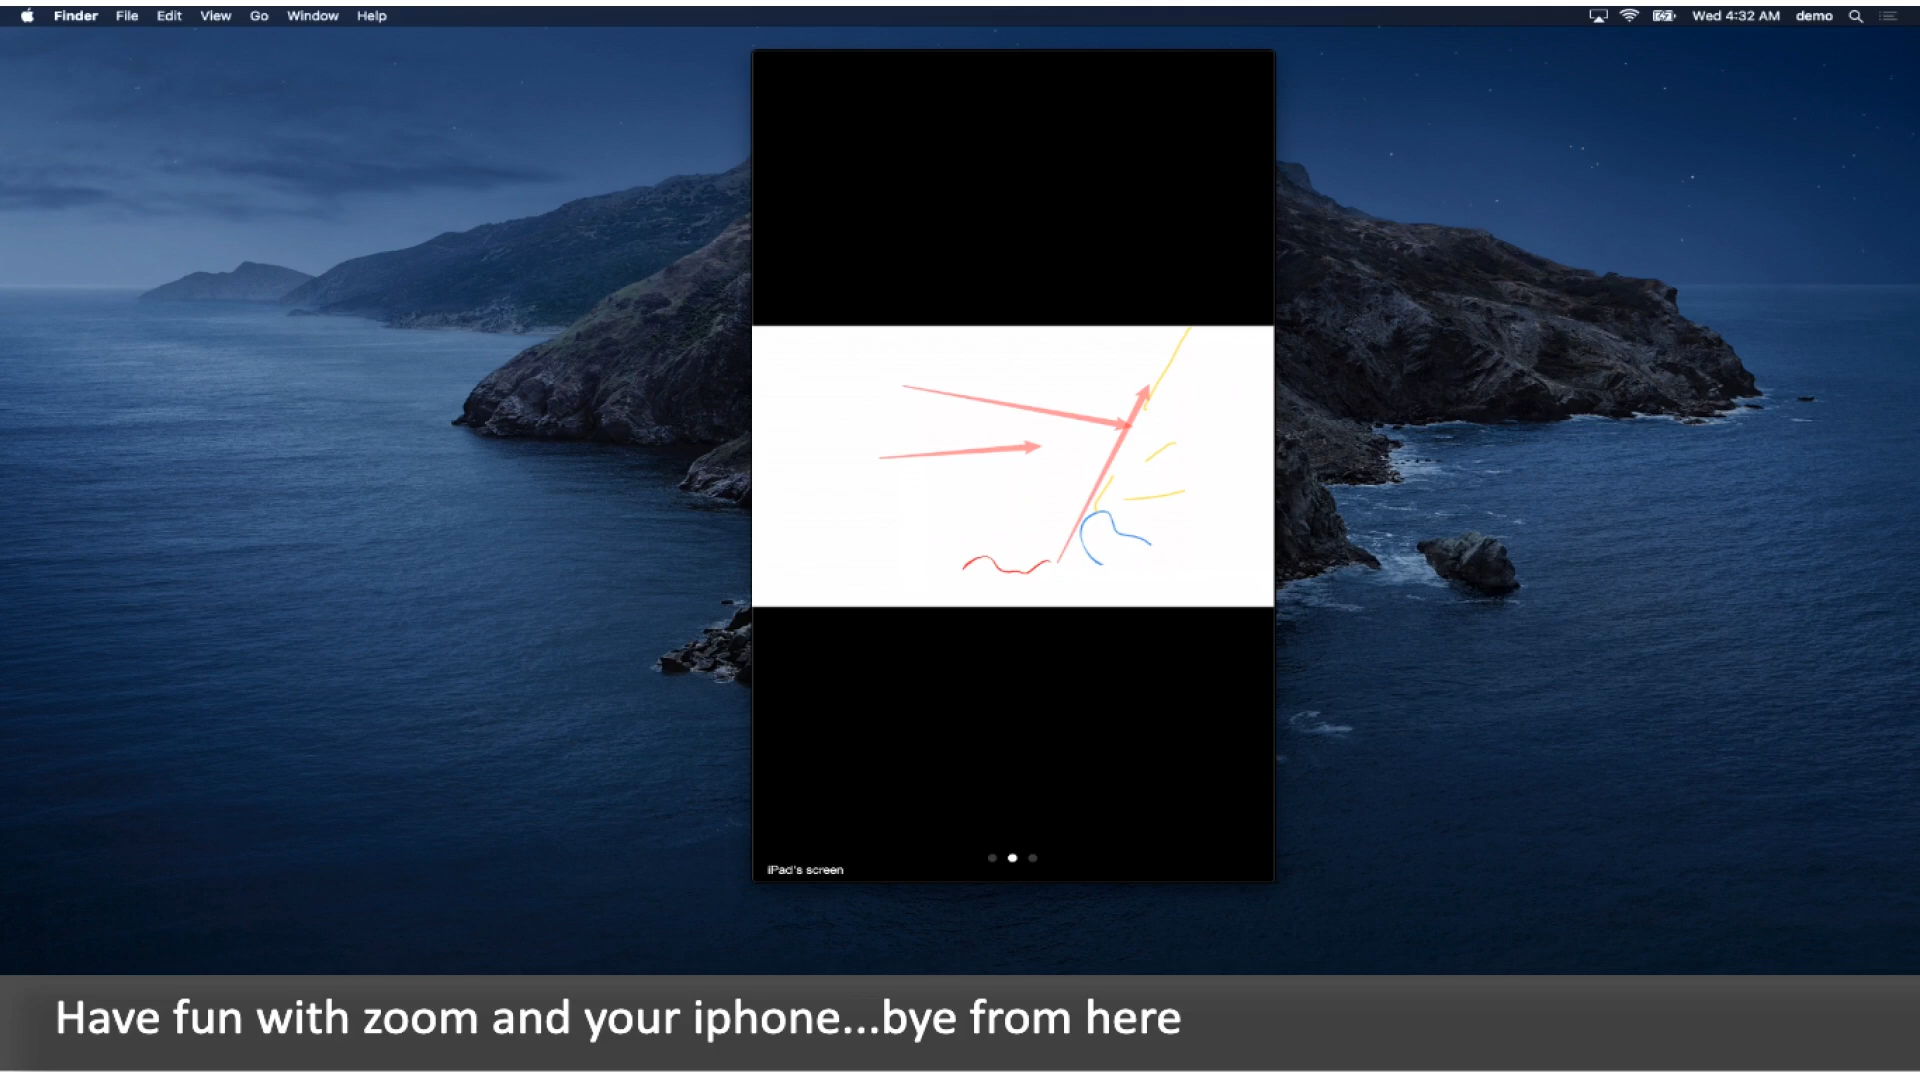 Finder File Edit View Go Window Help Wed 4:32 AM demo
iPad's screen
Have fun with zoom and your iphone...bye from here